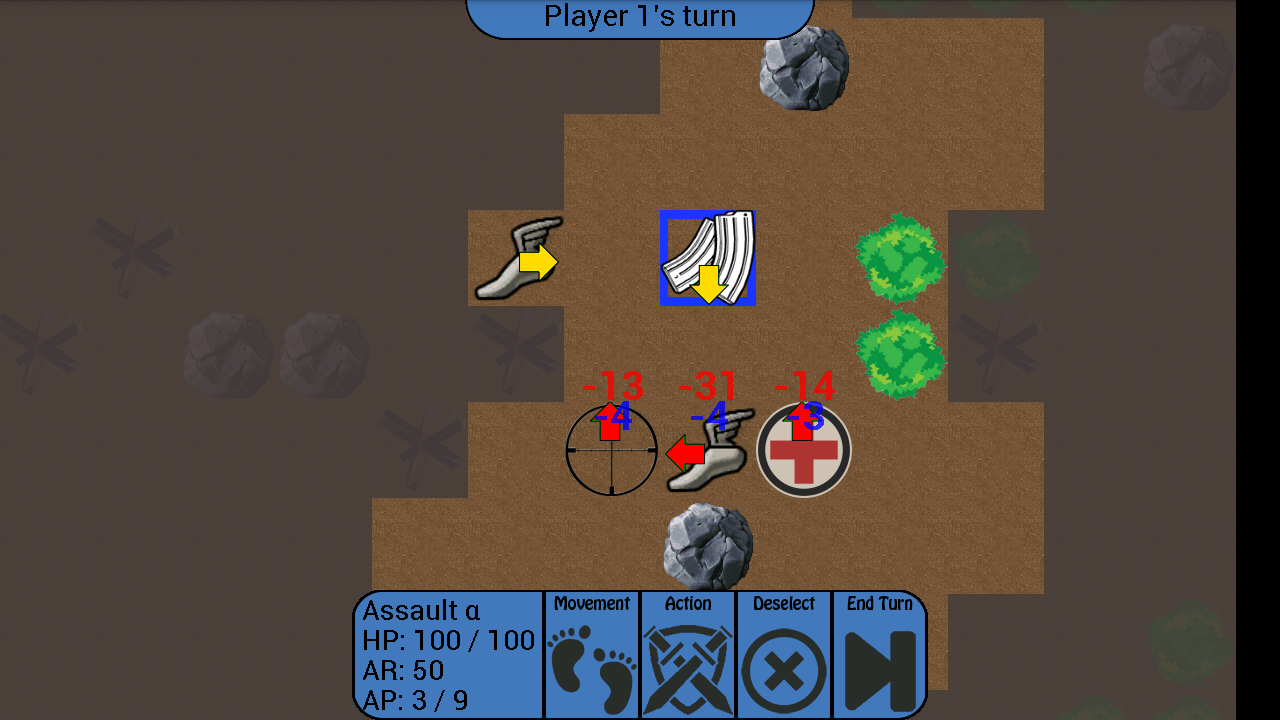 Player 1's turn
-13 -31 -14
-4 -4 -3
Assault α
HP: 100 / 100
AR: 50
AP: 3 / 9
Movement
Action
Deselect
End Turn